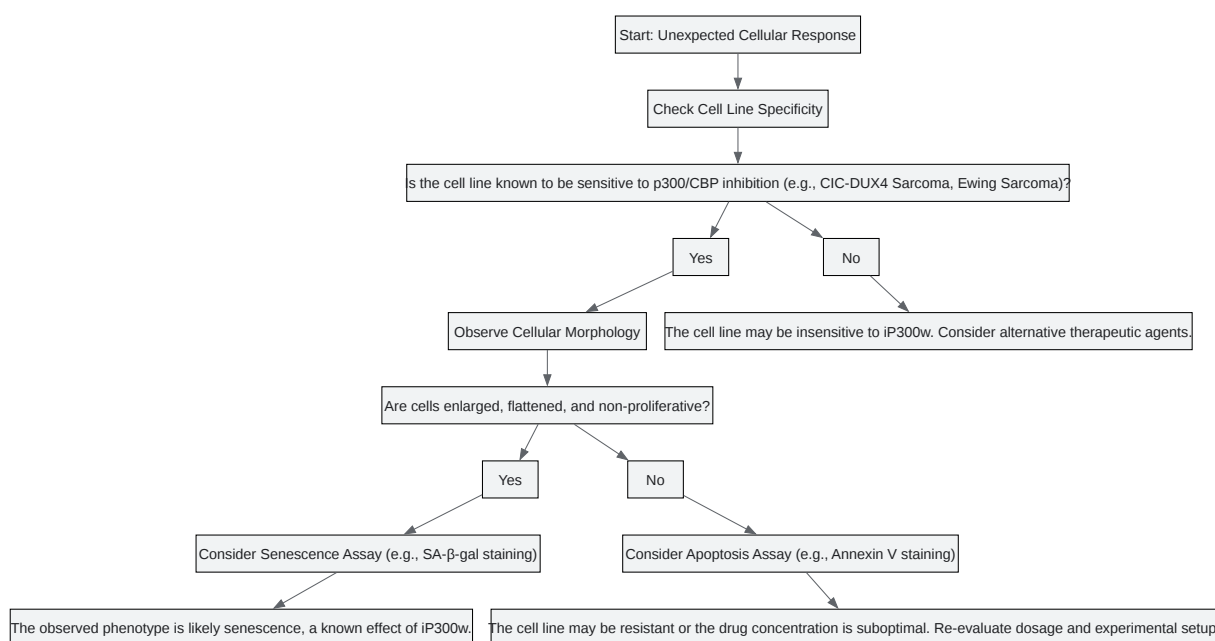 Start: Unexpected Cellular Response
Check Cell Line Specificity
Is the cell line known to be sensitive to p300/CBP inhibition (e.g., CIC-DUX4 Sarcoma, Ewing Sarcoma)?
Yes
No
Observe Cellular Morphology
The cell line may be insensitive to iP300w. Consider alternative therapeutic agents.
Are cells enlarged, flattened, and non-proliferative?
Yes
No
Consider Senescence Assay (e.g., SA-β-gal staining)
Consider Apoptosis Assay (e.g., Annexin V staining)
The observed phenotype is likely senescence, a known effect of iP300w.
The cell line may be resistant or the drug concentration is suboptimal. Re-evaluate dosage and experimental setup